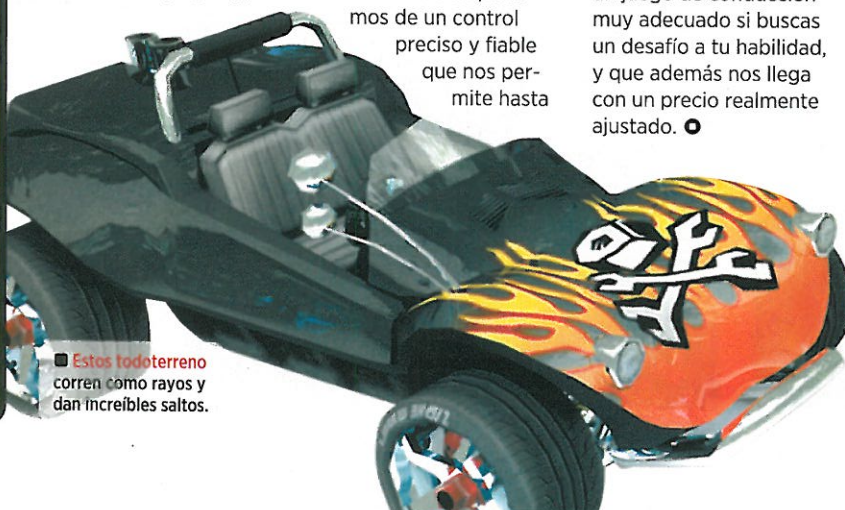 mos de un control
preciso y fiable
que nos per-
mite hasta
muy adecuado si buscas
un desafío a tu habilidad,
y que además nos llega
con un precio realmente
ajustado.
Estos todoterreno
corren como rayos y
dan increíbles saltos.